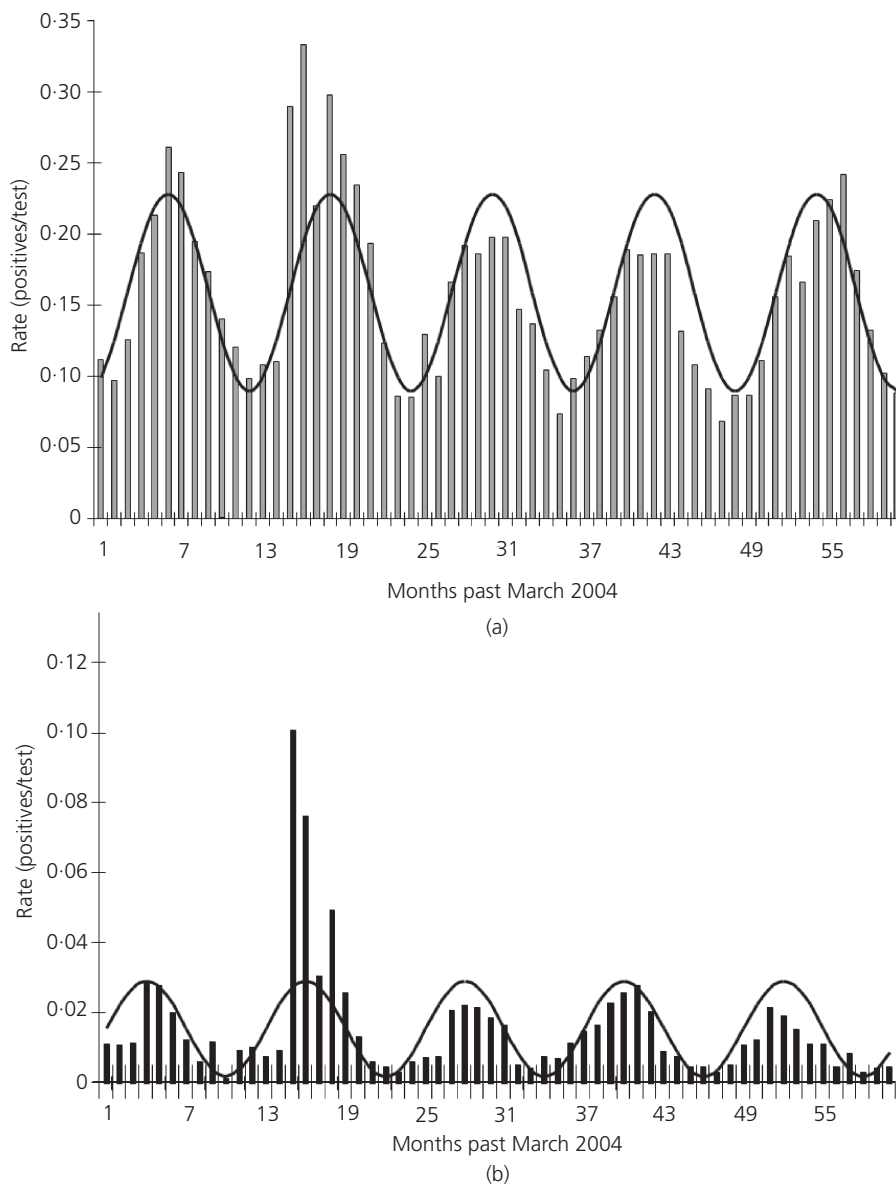 0·35
0·30
0·25
0·20
0·15
0·10
0·05
0
Rate (positives/test)
1 7 13 19 25 31 37 43 49 55
Months past March 2004
(a)
0·12
0·10
0·08
0·06
0·04
0·02
0
Rate (positives/test)
1 7 13 19 25 31 37 43 49 55
Months past March 2004
(b)